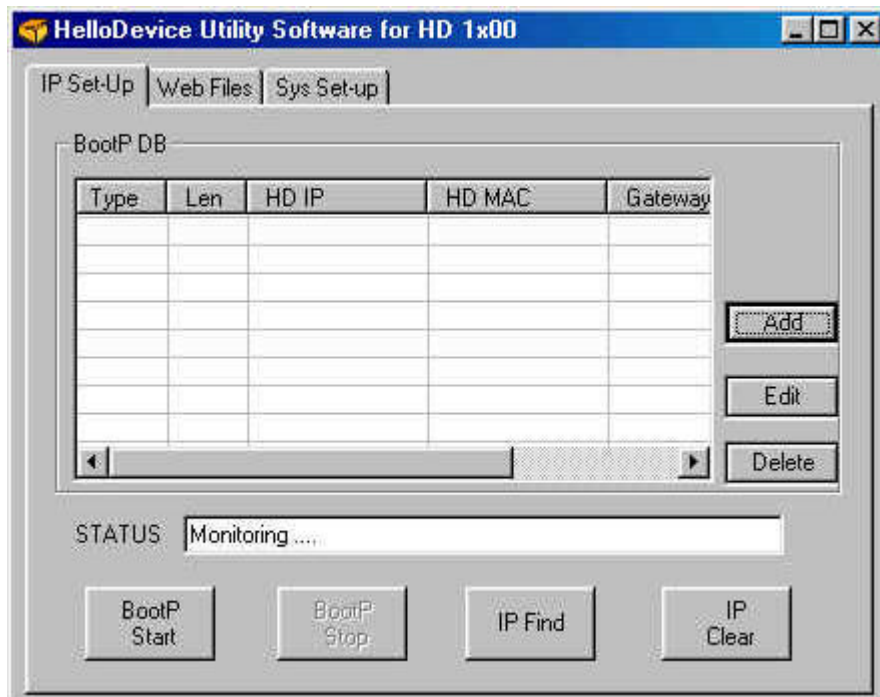 HelloDevice Utility Software for HD 1x00
IP Set-Up Web Files Sys Set-up
BootP DB
Type Len HD IP HD MAC Gateway
Add
Edit
Delete
STATUS Monitoring ....
BootP Start
BootP Stop
IP Find
IP Clear